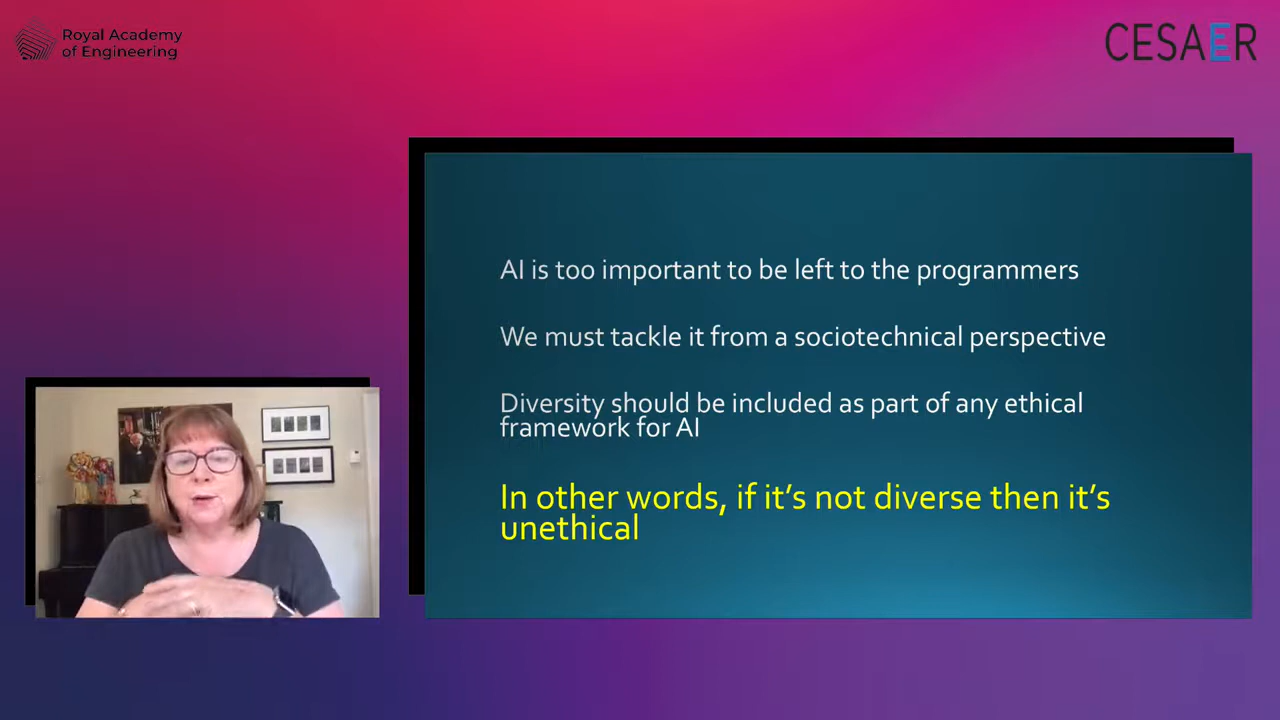 Royal Academy
of Engineering
CESAER
AI is too important to be left to the programmers
We must tackle it from a sociotechnical perspective
Diversity should be included as part of any ethical
framework for AI
In other words, if it’s not diverse then it’s
unethical